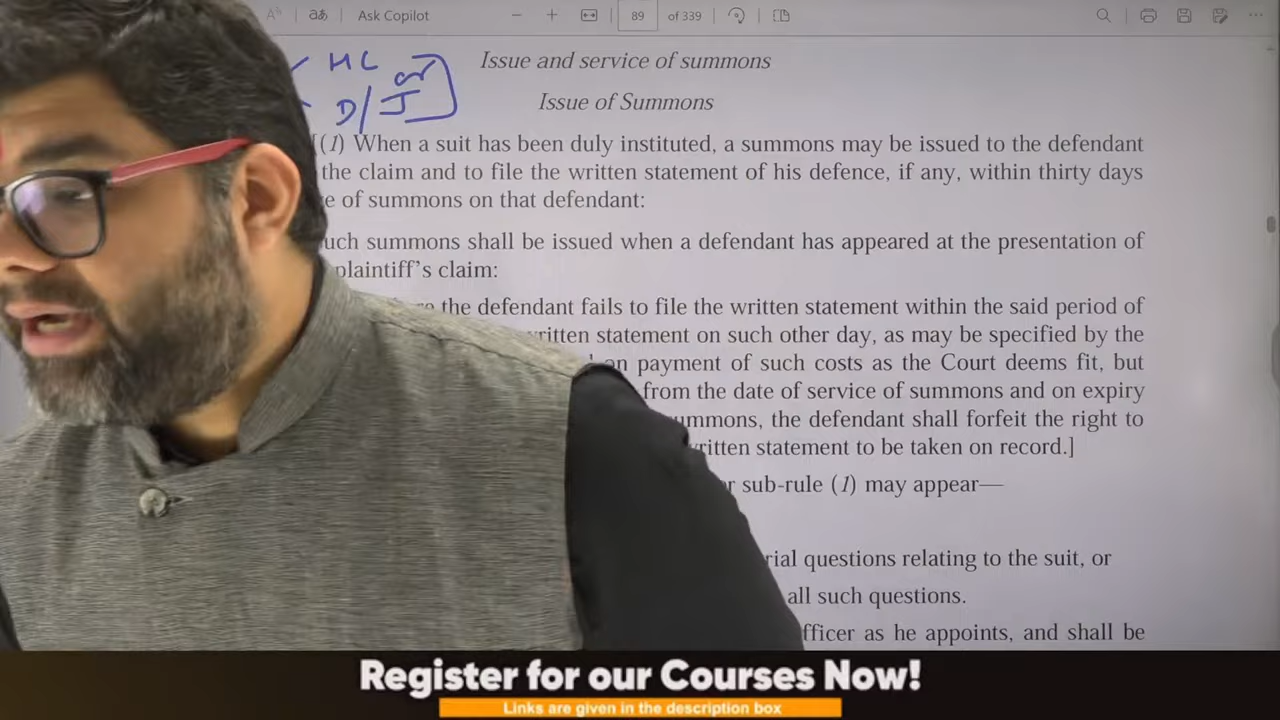 Ask Copilot
89 of 339
HC
or
D/J
Issue and service of summons
Issue of Summons
(1) When a suit has been duly instituted, a summons may be issued to the defendant
the claim and to file the written statement of his defence, if any, within thirty days
of summons on that defendant:
summons shall be issued when a defendant has appeared at the presentation of
plaintiff's claim:
the defendant fails to file the written statement within the said period of
statement on such other day, as may be specified by the
payment of such costs as the Court deems fit, but
from the date of service of summons and on expiry
the defendant shall forfeit the right to
statement to be taken on record.]
sub-rule (1) may appear—
questions relating to the suit, or
all such questions.
as he appoints, and shall be
Register for our Courses Now!
Links are given in the description box